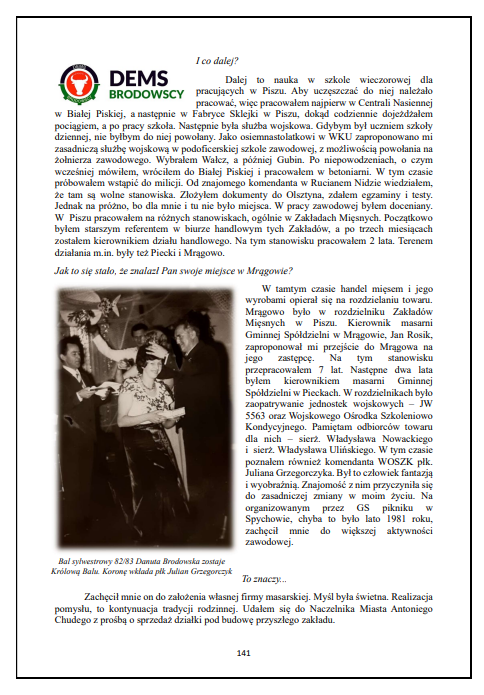 I co dalej?
DEMS
BRODOWSCY
Dalej to nauka w szkole wieczorowej dla
pracujących w Piszu. Aby uczęszczać do niej należało
pracować, więc pracowałem najpierw w Centrali Nasiennej
w Białej Piskiej, a następnie w Fabryce Sklejki w Piszu, dokąd codziennie dojeżdżałem
pociągiem, a po pracy szkoła. Następnie była służba wojskowa. Gdybym był uczniem szkoły
dziennej, nie byłbym do niej powołany. Jako osiemnastolatkowi w WKU zaproponowano mi
zasadniczą służbę wojskową w podoficerskiej szkole zawodowej, z możliwością powołania na
żołnierza zawodowego. Wybrałem Wałcz, a później Gubin. Po niepowodzeniach, o czym
wcześniej mówiłem, wróciłem do Białej Piskiej i pracowałem w betoniarni. W tym czasie
próbowałem wstąpić do milicji. Od znajomego komendanta w Rucianem Nidzie wiedziałem,
że tam są wolne stanowiska. Złożyłem dokumenty do Olsztyna, zdałem egzaminy i testy.
Jednak na próżno, bo dla mnie i tu nie było miejsca. W pracy zawodowej byłem doceniany.
W Piszu pracowałem na różnych stanowiskach, ogólnie w Zakładach Mięsnych. Początkowo
byłem starszym referentem w biurze handlowym tych Zakładów, a po trzech miesiącach
zostałem kierownikiem działu handlowego. Na tym stanowisku pracowałem 2 lata. Terenem
działania m.in. były też Piecki i Mrągowo.
Jak to się stało, że znalazł Pan swoje miejsce w Mrągowie?
W tamtym czasie handel mięsem i jego
wyrobami opierał się na rozdzielaniu towaru.
Mrągowo było w rozdzielniku Zakładów
Mięsnych w Piszu. Kierownik masarni
Gminnej Spółdzielni w Mrągowie, Jan Rosik,
zaproponował mi przejście do Mrągowa na
jego zastępcę. Na tym stanowisku
przepracowałem 7 lat. Następne dwa lata
byłem kierownikiem masarni Gminnej
Spółdzielni w Pieckach. W rozdzielnikach było
zaopatrywanie jednostek wojskowych – JW
5563 oraz Wojskowego Ośrodka Szkoleniowo
Kondycyjnego. Pamiętam odbiorców towaru
dla nich – sierż. Władysława Nowackiego
i sierż. Władysława Ulińskiego. W tym czasie
poznałem również komendanta WOSZK płk.
Juliana Grzegorczyka. Był to człowiek fantazją
i wyobraźnią. Znajomość z nim przyczyniła się
do zasadniczej zmiany w moim życiu. Na
organizowanym przez GS pikniku w
Spychowie, chyba to było lato 1981 roku,
zachęcił mnie do większej aktywności
zawodowej.
Bal sylwestrowy 82/83 Danuta Brodowska zostaje
Królową Balu. Koronę wkłada płk Julian Grzegorczyk
To znaczy...
Zachęcił mnie on do założenia własnej firmy masarskiej. Myśl była świetna. Realizacja
pomysłu, to kontynuacja tradycji rodzinnej. Udałem się do Naczelnika Miasta Antoniego
Chudego z prośbą o sprzedaż działki pod budowę przyszłego zakładu.
141